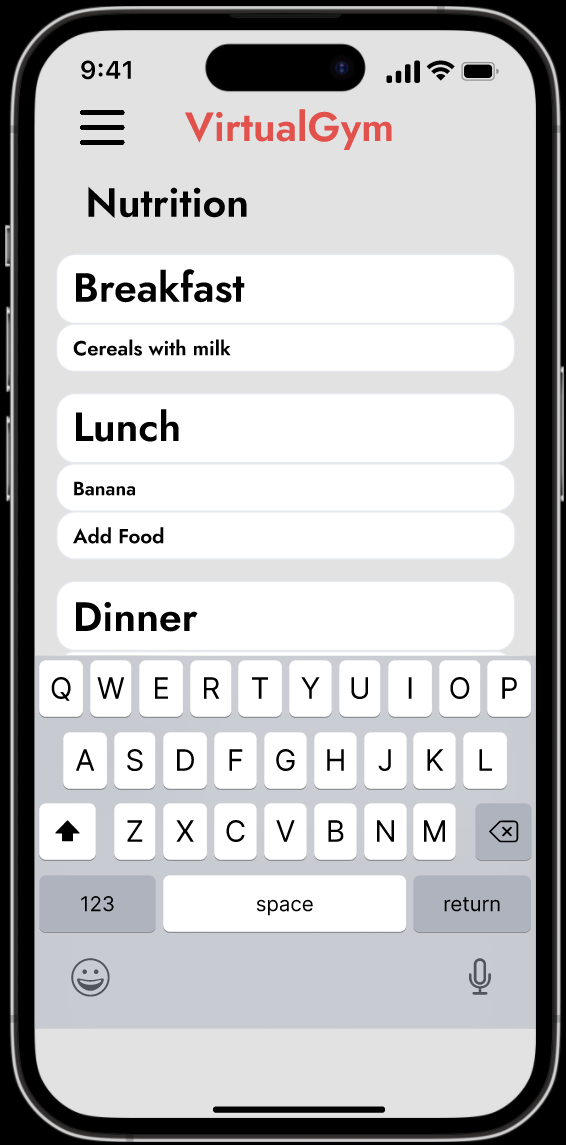 9:41
VirtualGym
Nutrition
Breakfast
Cereals with milk
Lunch
Banana
Add Food
Dinner
Q W E R T Y U I O P
A S D F G H J K L
Z X C V B N M
123 space return